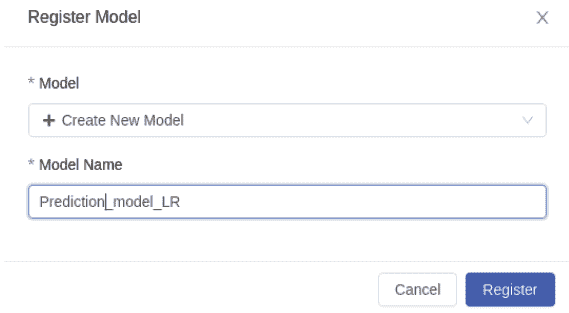 Register Model
* Model
+ Create New Model
* Model Name
Prediction_model_LR
Cancel Register